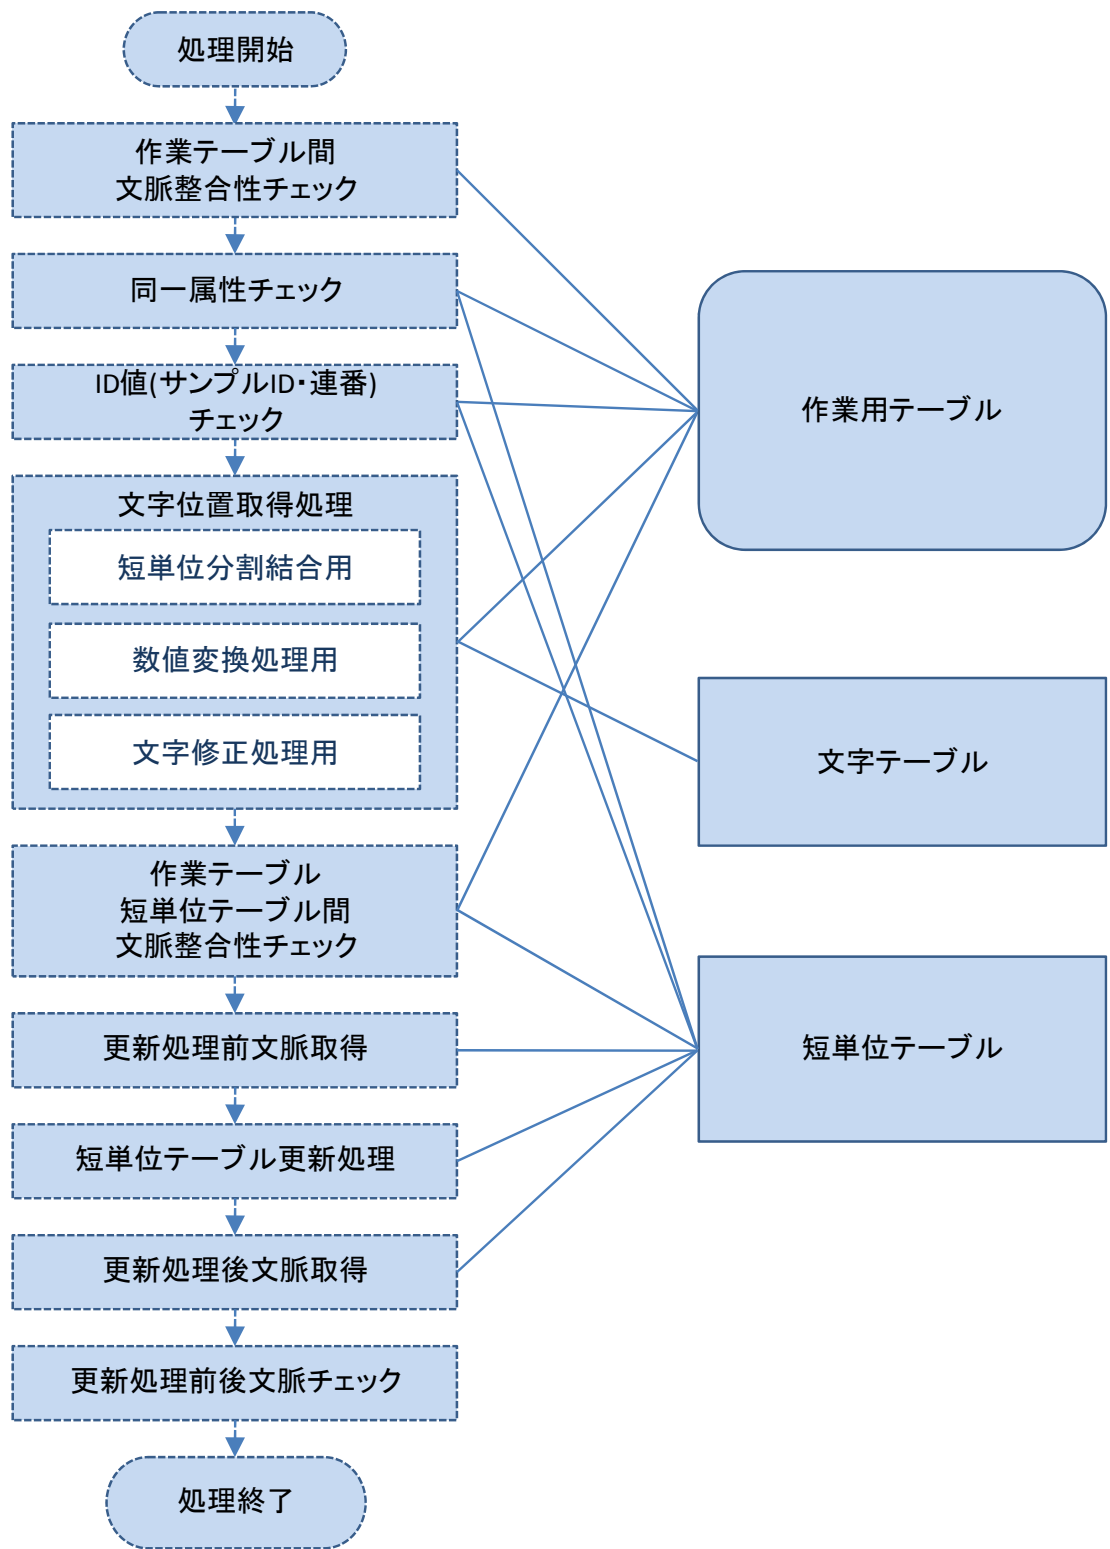 処理開始
作業テーブル間
文脈整合性チェック
同一属性チェック
ID値(サンプルID・連番)
チェック
文字位置取得処理
短単位分割結合用
数値変換処理用
文字修正処理用
作業テーブル
短単位テーブル間
文脈整合性チェック
更新処理前文脈取得
短単位テーブル更新処理
更新処理後文脈取得
更新処理前後文脈チェック
処理終了
作業用テーブル
文字テーブル
短単位テーブル